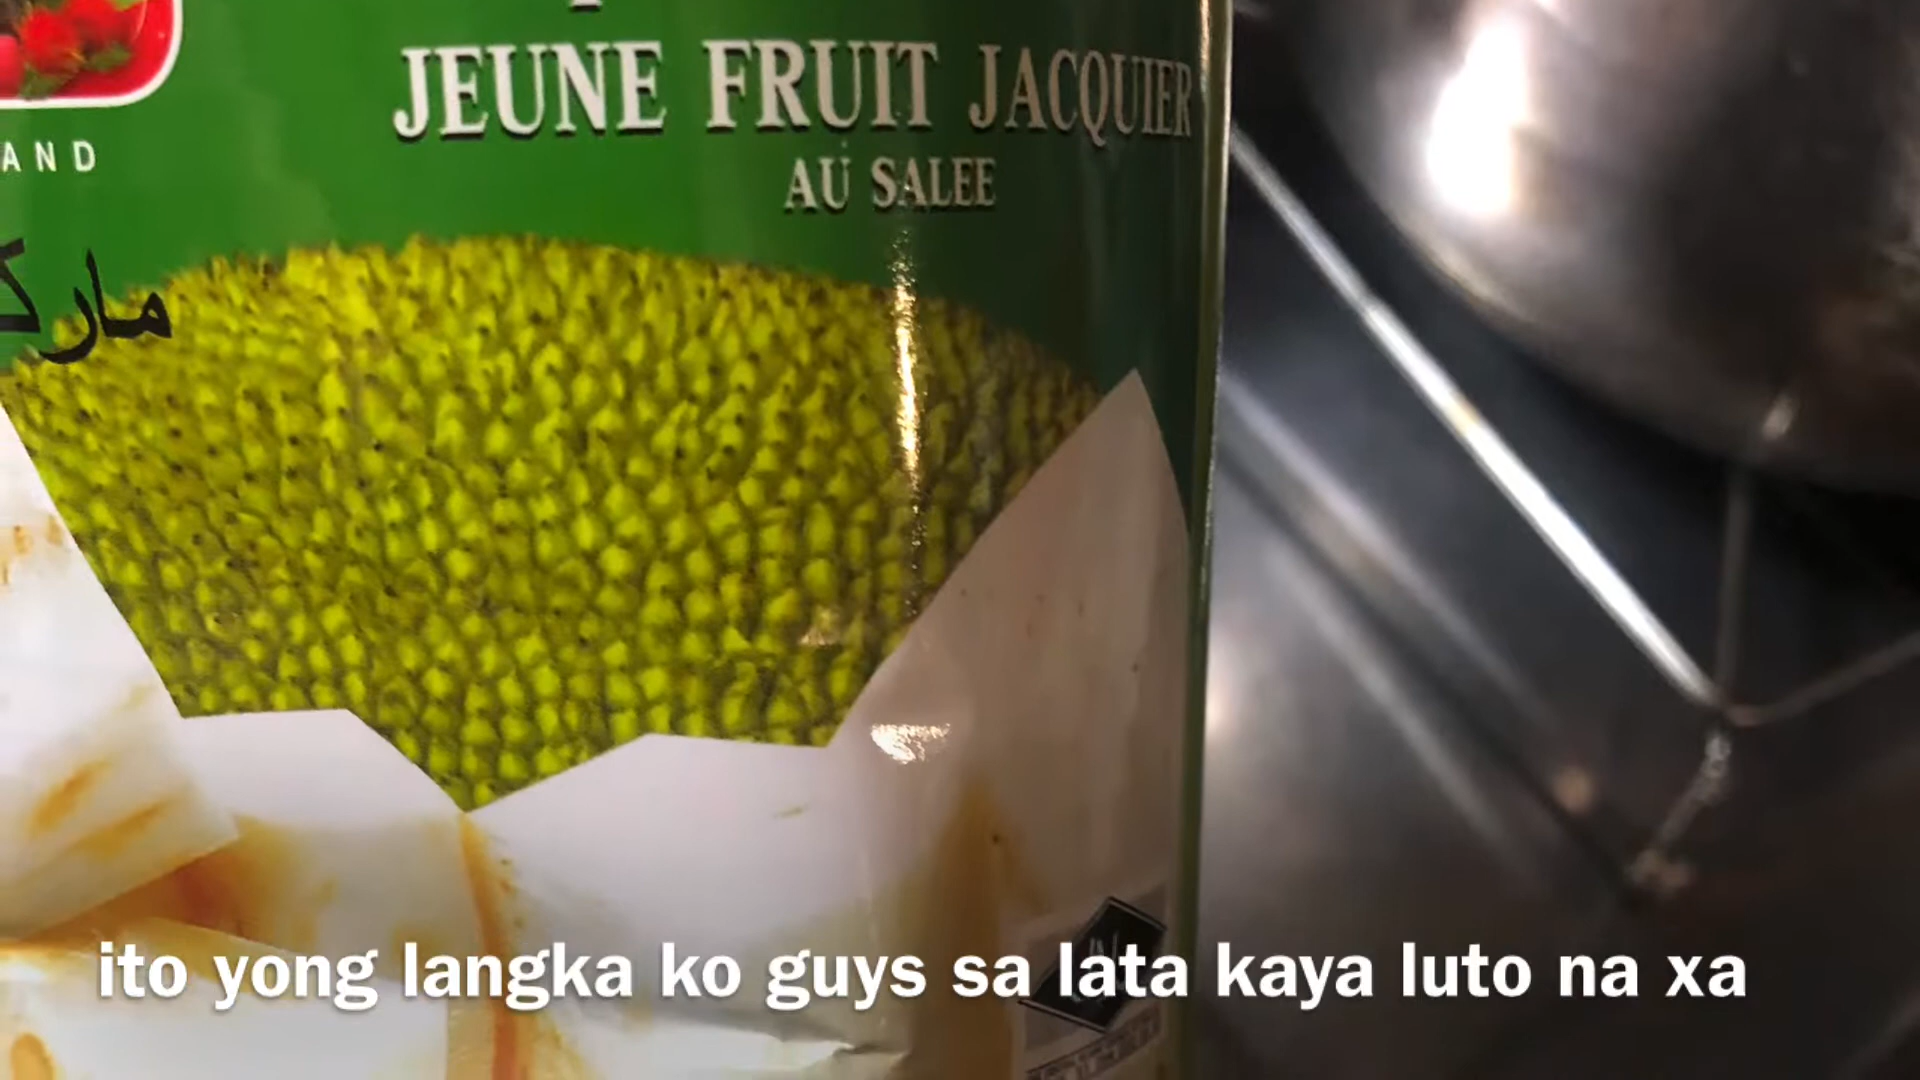 JEUNE FRUIT JACQUIER
AU SALEE
AND
مارك
ito yong langka ko guys sa lata kaya luto na xa